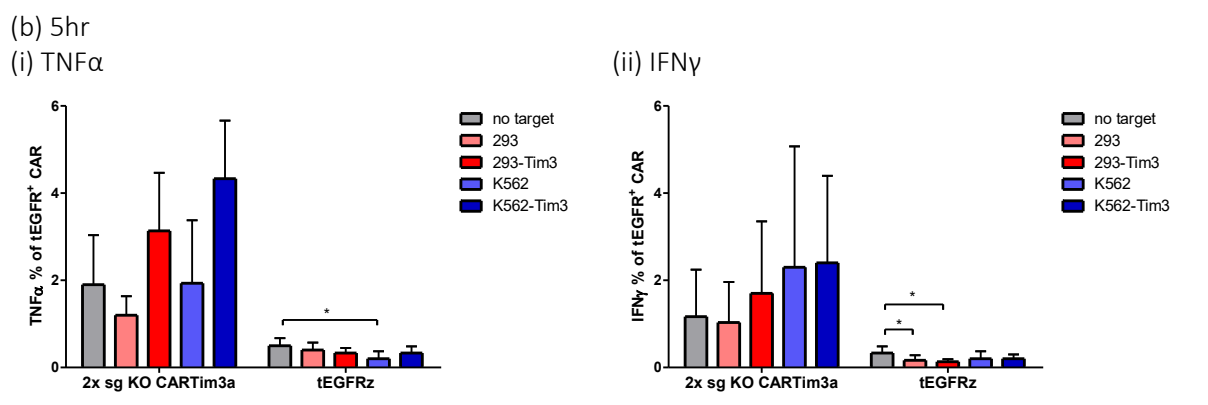 (b) 5hr
(i) TNFα
TNFα % of tEGFR⁺ CAR
6
4
2
0
2x sg KO CARTim3a
tEGFRz
*
no target
293
293-Tim3
K562
K562-Tim3
(ii) IFNγ
IFNγ % of tEGFR⁺ CAR
6
4
2
0
2x sg KO CARTim3a
tEGFRz
*
*
no target
293
293-Tim3
K562
K562-Tim3